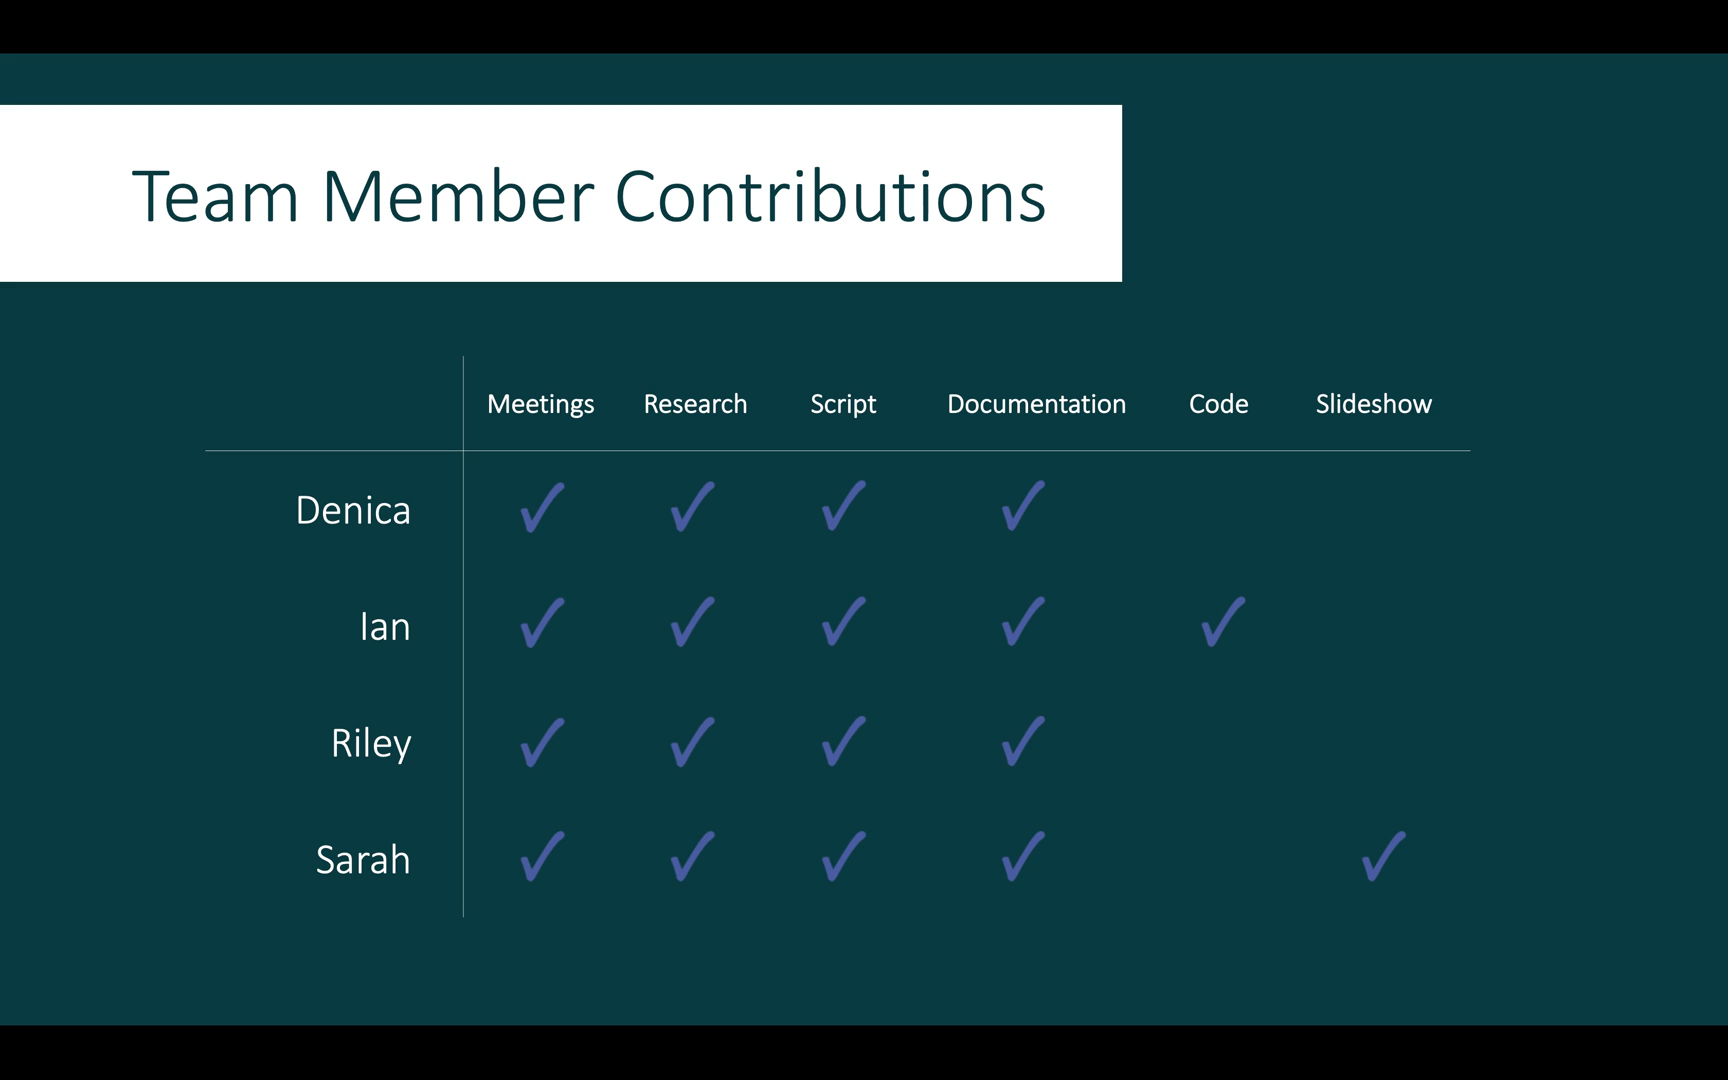 Team Member Contributions
Meetings Research Script Documentation Code Slideshow
Denica ✓ ✓ ✓ ✓
Ian ✓ ✓ ✓ ✓ ✓
Riley ✓ ✓ ✓ ✓
Sarah ✓ ✓ ✓ ✓ ✓